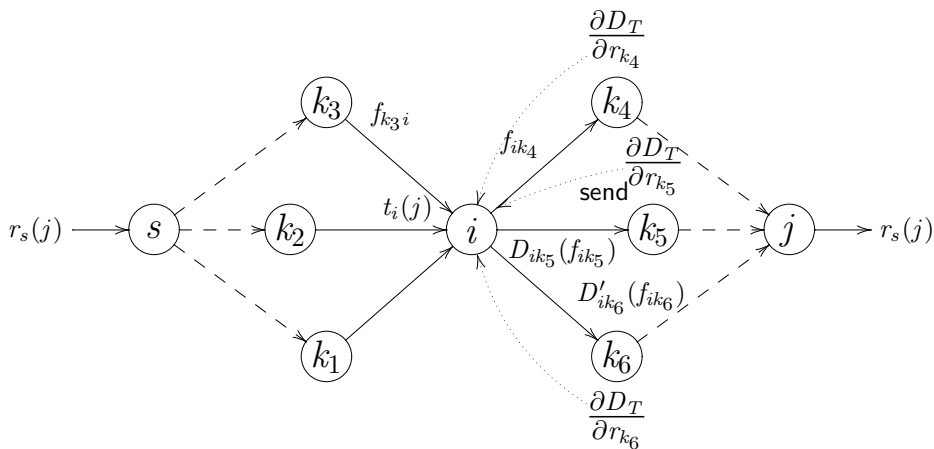 ∂D_T
∂r_{k_4}
k_3
k_4
f_{k_3 i}
f_{ik_4}
∂D_T
∂r_{k_5}
send
t_i(j)
r_s(j)
s
k_2
i
k_5
j
r_s(j)
D_{ik_5}(f_{ik_5})
D'_{ik_6}(f_{ik_6})
k_1
k_6
∂D_T
∂r_{k_6}